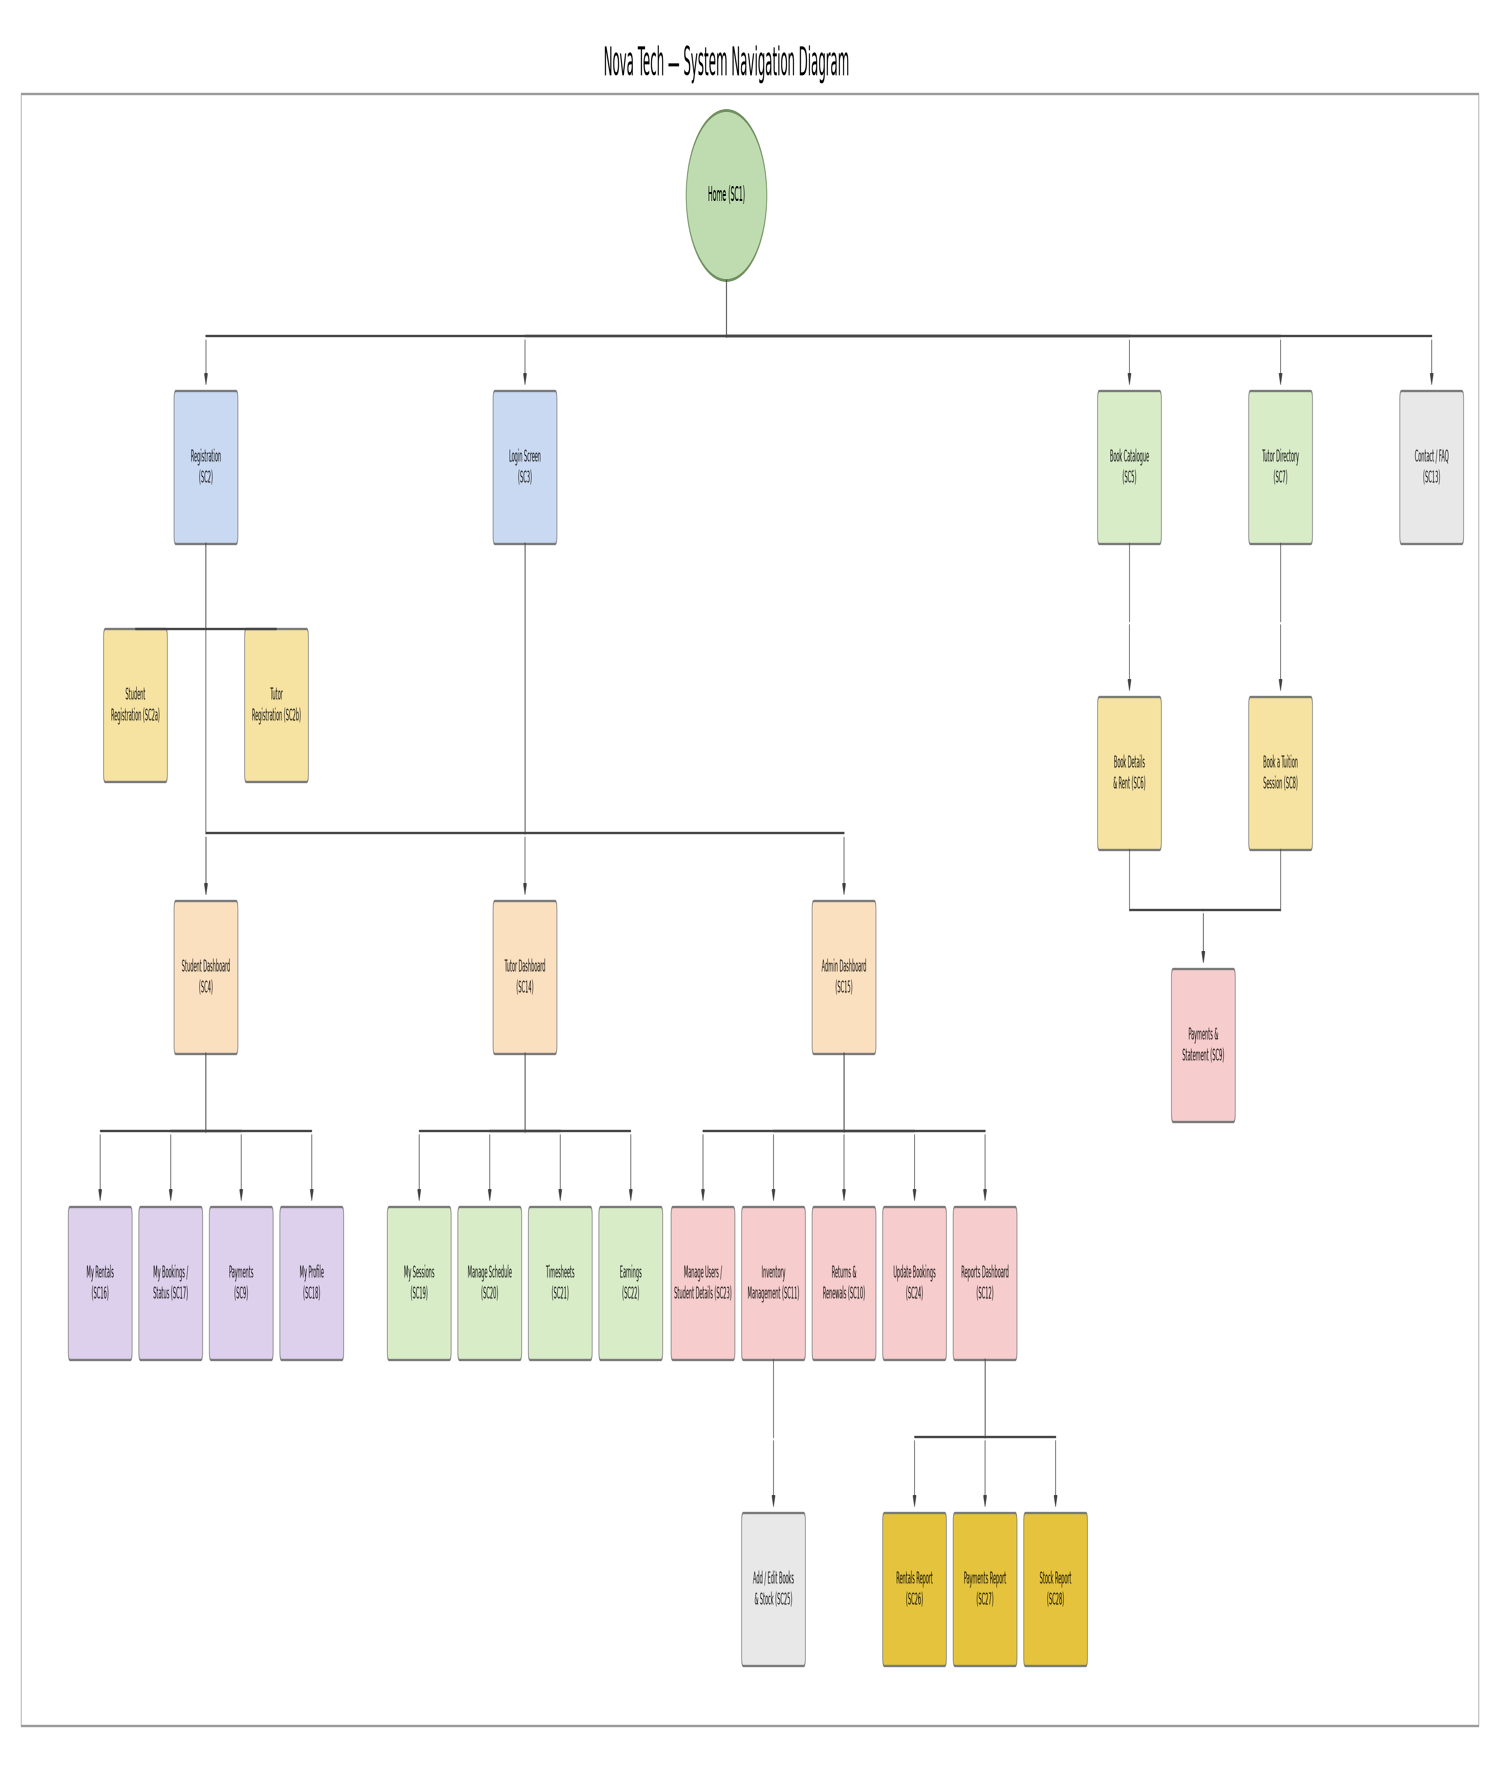 Nova Tech — System Navigation Diagram
Home (SC1)
Registration
(SC2)
Login Screen
(SC3)
Book Catalogue
(SC5)
Tutor Directory
(SC7)
Contact / FAQ
(SC13)
Student
Registration (SC2a)
Tutor
Registration (SC2b)
Book Details
& Rent (SC6)
Book a Tuition
Session (SC8)
Student Dashboard
(SC4)
Tutor Dashboard
(SC14)
Admin Dashboard
(SC15)
Payments &
Statement (SC9)
My Rentals
(SC16)
My Bookings /
Status (SC17)
Payments
(SC9)
My Profile
(SC18)
My Sessions
(SC19)
Manage Schedule
(SC20)
Timesheets
(SC21)
Earnings
(SC22)
Manage Users /
Student Details (SC23)
Inventory
Management (SC11)
Returns &
Renewals (SC10)
Update Bookings
(SC24)
Reports Dashboard
(SC12)
Add / Edit Books
& Stock (SC25)
Rentals Report
(SC26)
Payments Report
(SC27)
Stock Report
(SC28)